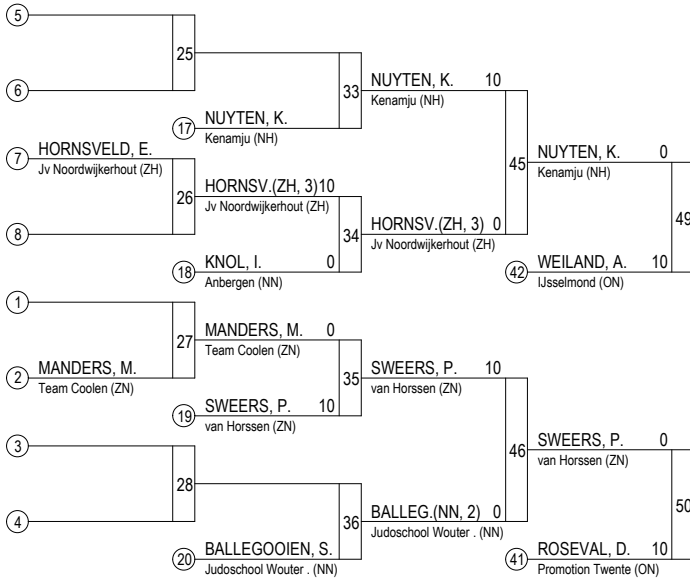 5
25
6
33
NUYTEN, K. 10
Kenamju (NH)
17
NUYTEN, K.
Kenamju (NH)
7
HORNSVELD, E.
Jv Noordwijkerhout (ZH)
45
NUYTEN, K. 0
Kenamju (NH)
26
HORNSV.(ZH, 3) 10
Jv Noordwijkerhout (ZH)
49
8
34
HORNSV.(ZH, 3) 0
Jv Noordwijkerhout (ZH)
18
KNOL, I. 0
Anbergen (NN)
42
WEILAND, A. 10
IJsselmond (ON)
1
27
MANDERS, M. 0
Team Coolen (ZN)
2
MANDERS, M.
Team Coolen (ZN)
35
SWEERS, P. 10
van Horssen (ZN)
19
SWEERS, P. 10
van Horssen (ZN)
3
46
SWEERS, P. 0
van Horssen (ZN)
28
50
4
36
BALLEG.(NN, 2) 0
Judoschool Wouter . (NN)
20
BALLEGOOIEN, S.
Judoschool Wouter . (NN)
41
ROSEVAL, D. 10
Promotion Twente (ON)